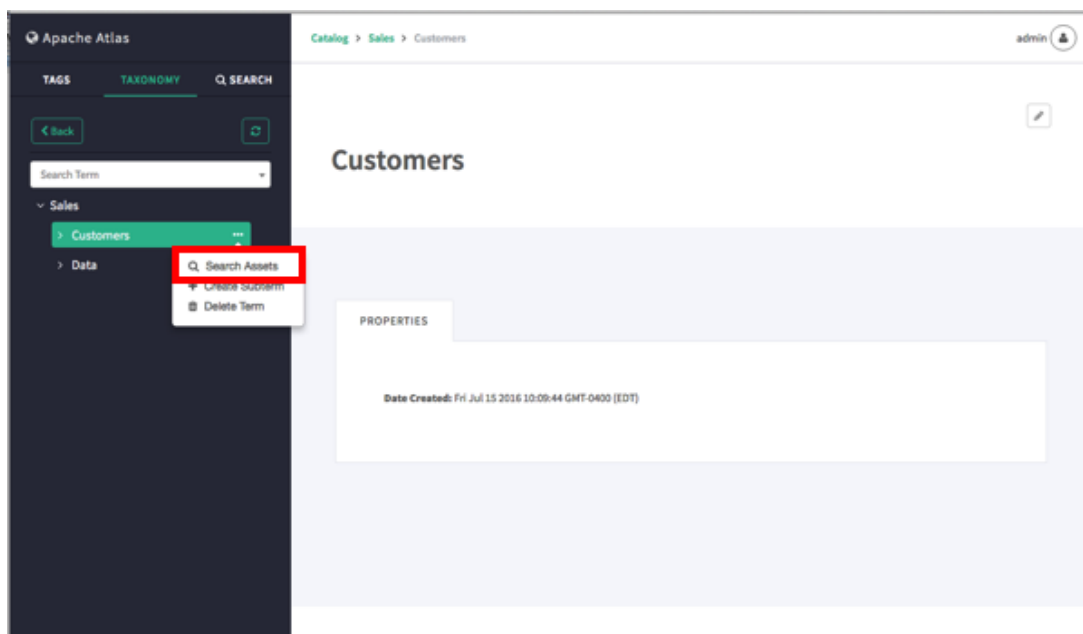 Apache Atlas
Catalog > Sales > Customers
admin
TAGS TAXONOMY SEARCH
Back
Search Term
Sales
Customers
Data
Search Assets
Create Subterm
Delete Term
Customers
PROPERTIES
Date Created: Fri Jul 15 2016 10:09:44 GMT-0400 (EDT)